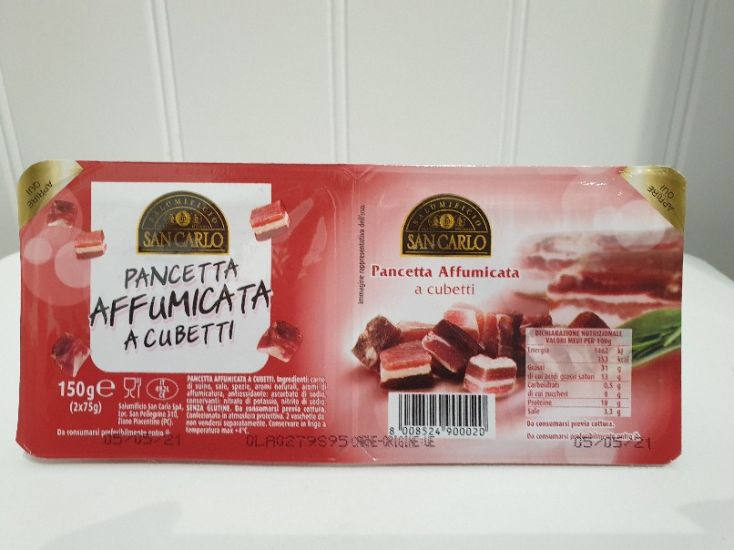 APRIRE QUI
SALUMIFICIO
SAN CARLO
PANCETTA
AFFUMICATA
A CUBETTI
150g e
(2x75g)
Salumificio San Carlo SpA,
Loc. San Pellegrino 310,
Ziano Piacentino (PC).
PANCETTA AFFUMICATA A CUBETTI. Ingredienti: carne
di suino, sale, spezie, aromi naturali, aromi di
affumicatura, antiossidante: ascorbato di sodio,
conservanti: nitrato di potassio, nitrito di sodio.
SENZA GLUTINE. Da consumarsi previa cottura.
Confezionato in atmosfera protettiva. 2 vaschette da
non vendersi separatamente. Conservare in frigo a
temperatura max +4°C.
Da consumarsi preferibilmente entro il:
05/05/21
0LA0279S95 CARNE-ORIGINE UE
APRIRE QUI
Immagine rappresentativa dell'uso
SALUMIFICIO
SAN CARLO
Pancetta Affumicata
a cubetti
8 008524 900020
DICHIARAZIONE NUTRIZIONALE
VALORI MEDI PER 100g
Energia kJ
353 kcal
Grassi 31 g
di cui acidi grassi saturi 13 g
Carboidrati 0,5 g
di cui zuccheri 0 g
Proteine 18 g
Sale 3,3 g
Da consumarsi previa cottura.
Da consumarsi preferibilmente entro il:
05/05/21